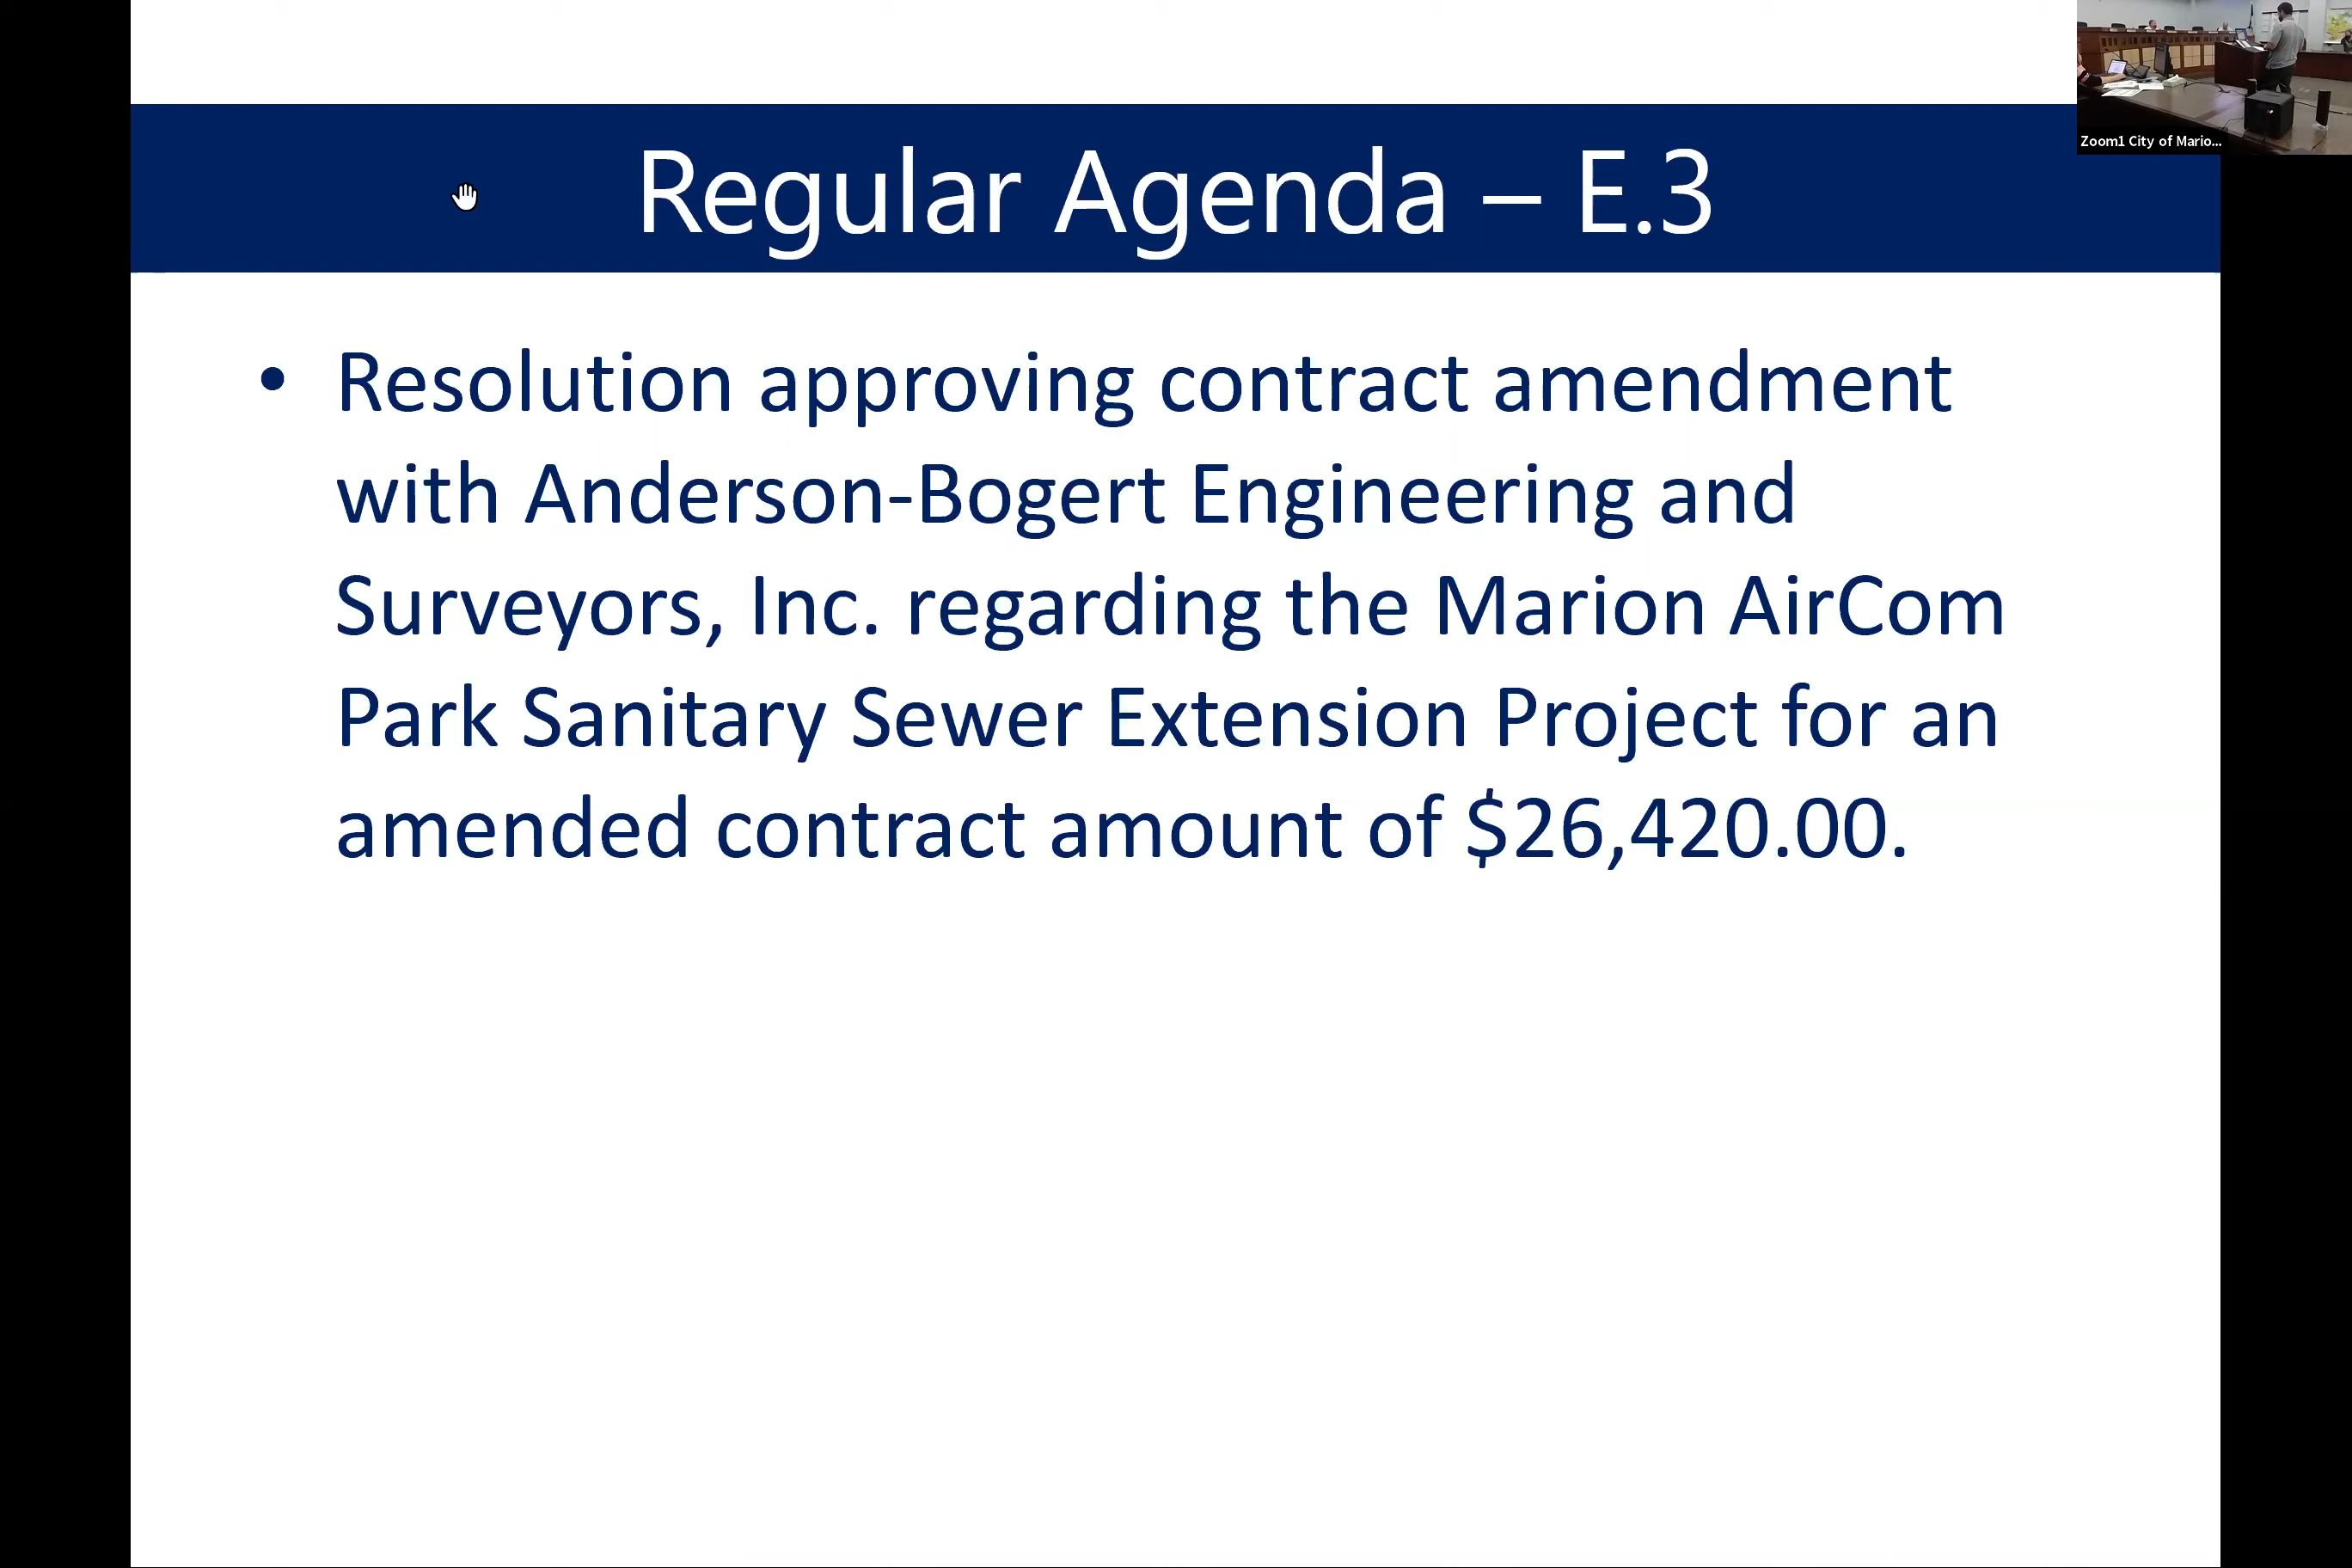 Regular Agenda – E.3
Zoom1 City of Mario...
• Resolution approving contract amendment
with Anderson-Bogert Engineering and
Surveyors, Inc. regarding the Marion AirCom
Park Sanitary Sewer Extension Project for an
amended contract amount of $26,420.00.